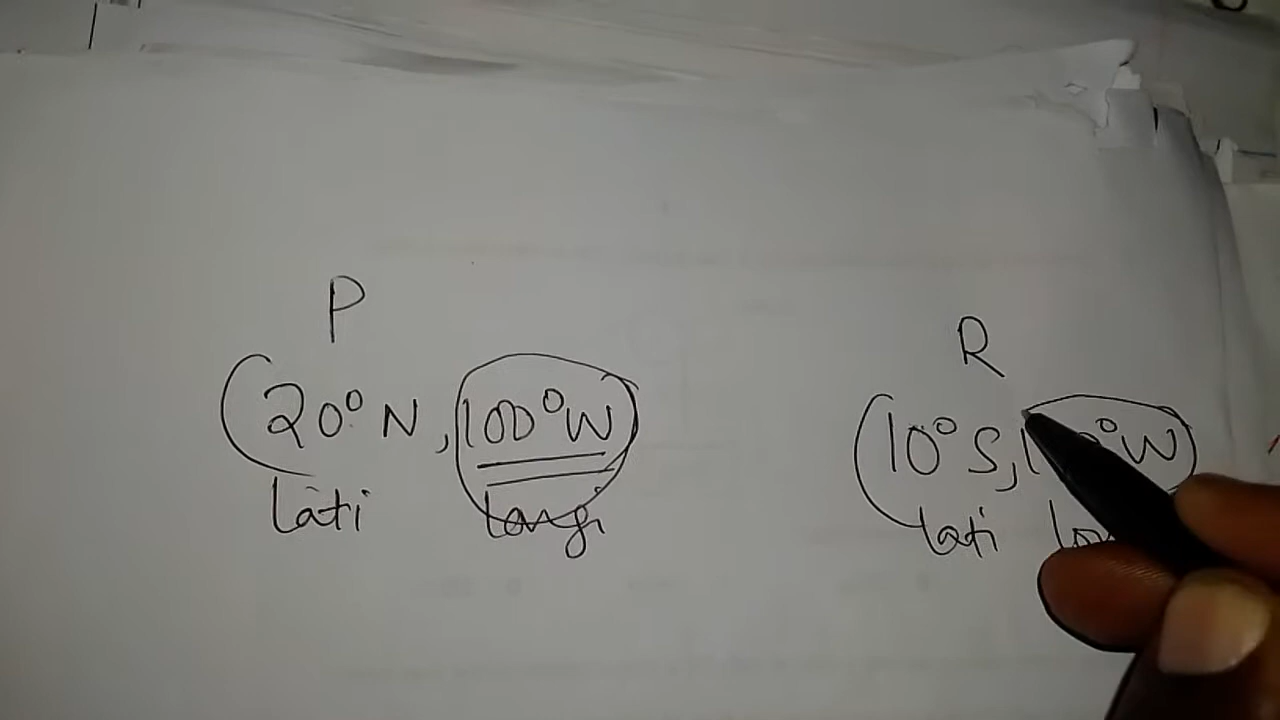 P
R
(20°N, 100°W)
(10°S, W)
Lati Longi
lati